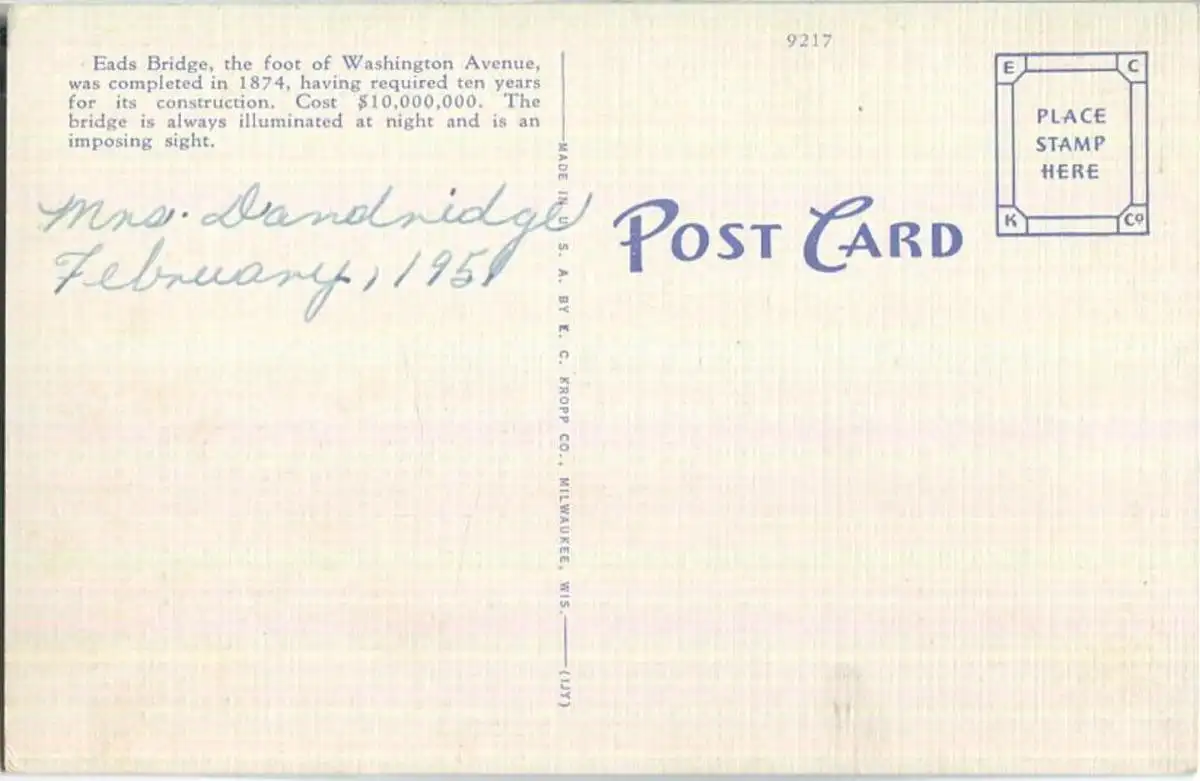 9217
Eads Bridge, the foot of Washington Avenue,
was completed in 1874, having required ten years
for its construction. Cost $10,000,000. The
bridge is always illuminated at night and is an
imposing sight.
Mrs. Dandridge
February, 1951
MADE IN U. S. A. BY E. C. KROPP CO., MILWAUKEE, WIS.
(IJY)
POST CARD
E C
PLACE
STAMP
HERE
K Co